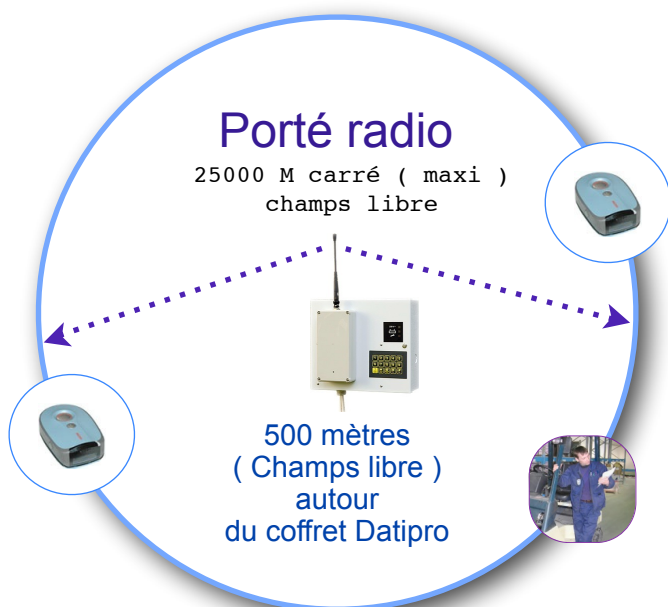 Porté radio
25000 M carré ( maxi )
champs libre
500 mètres
( Champs libre )
autour
du coffret Datipro